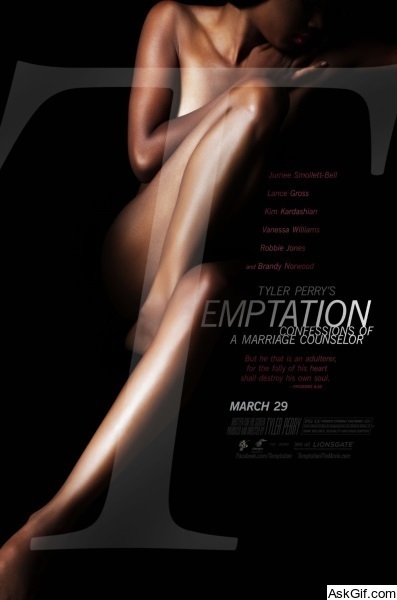 T
Jurnee Smollett-Bell
Lance Gross
Kim Kardashian
Vanessa Williams
Robbie Jones
and Brandy Norwood
TYLER PERRY'S
EMPTATION
CONFESSIONS OF
A MARRIAGE COUNSELOR
But he that is an adulterer,
for the folly of his heart
shall destroy his own soul.
MARCH 29
TYLER PERRY
LIONSGATE
AskGif.com